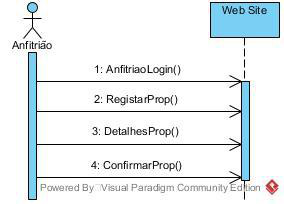 Web Site
Anfitrião
1: AnfitriaoLogin()
2: RegistarProp()
3: DetalhesProp()
4: ConfirmarProp()
Powered By Visual Paradigm Community Edition